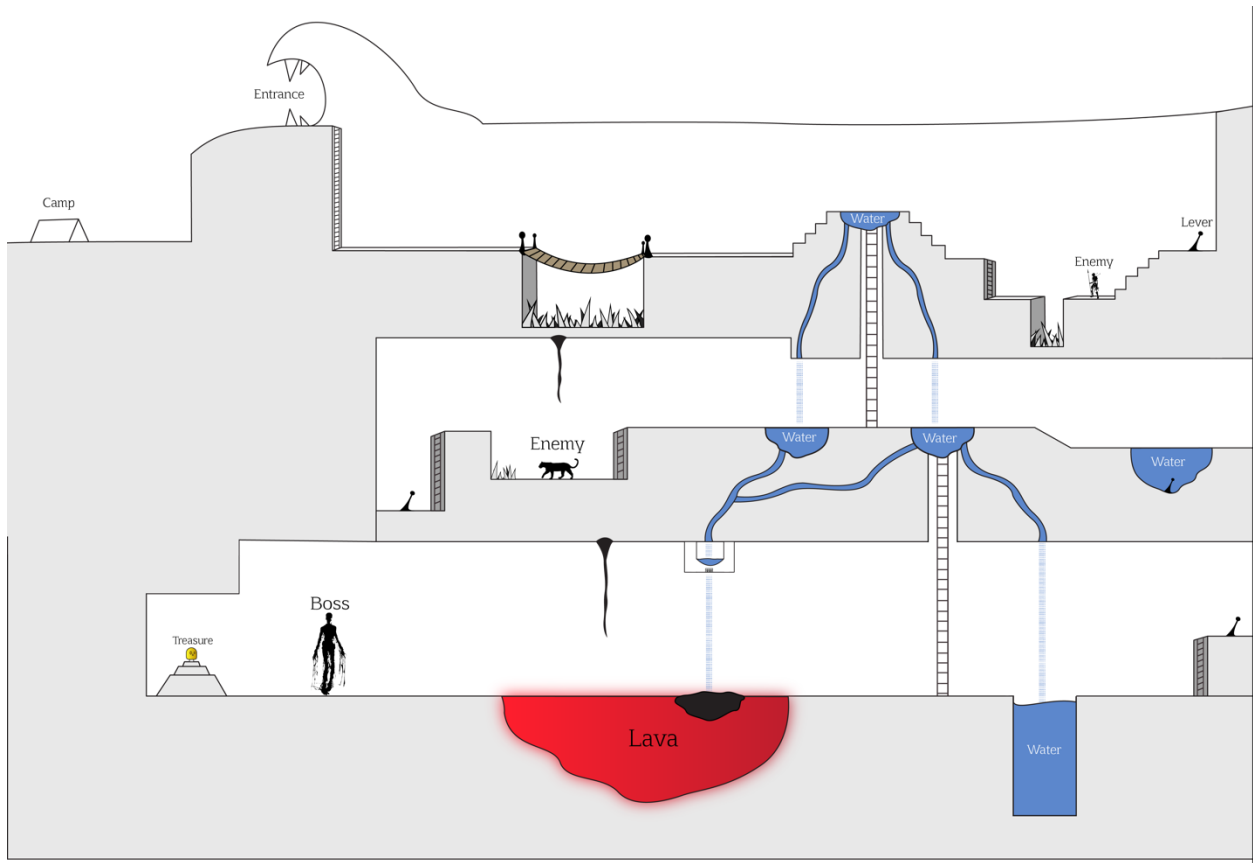 Entrance
Camp
Water
Lever
Enemy
Enemy
Water
Water
Water
Boss
Treasure
Lava
Water